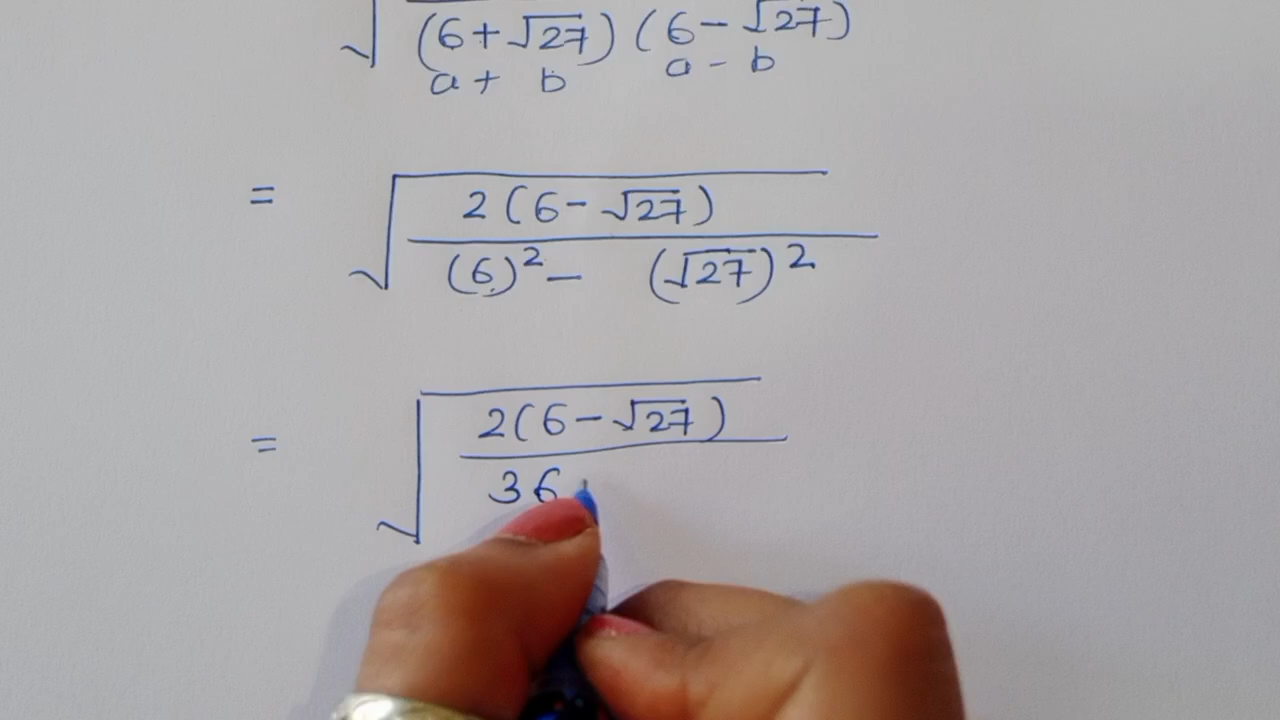 √ (6+√27) (6-√27)
a + b a - b
= √ 2(6-√27)
(6)² - (√27)²
= √ 2(6-√27)
36